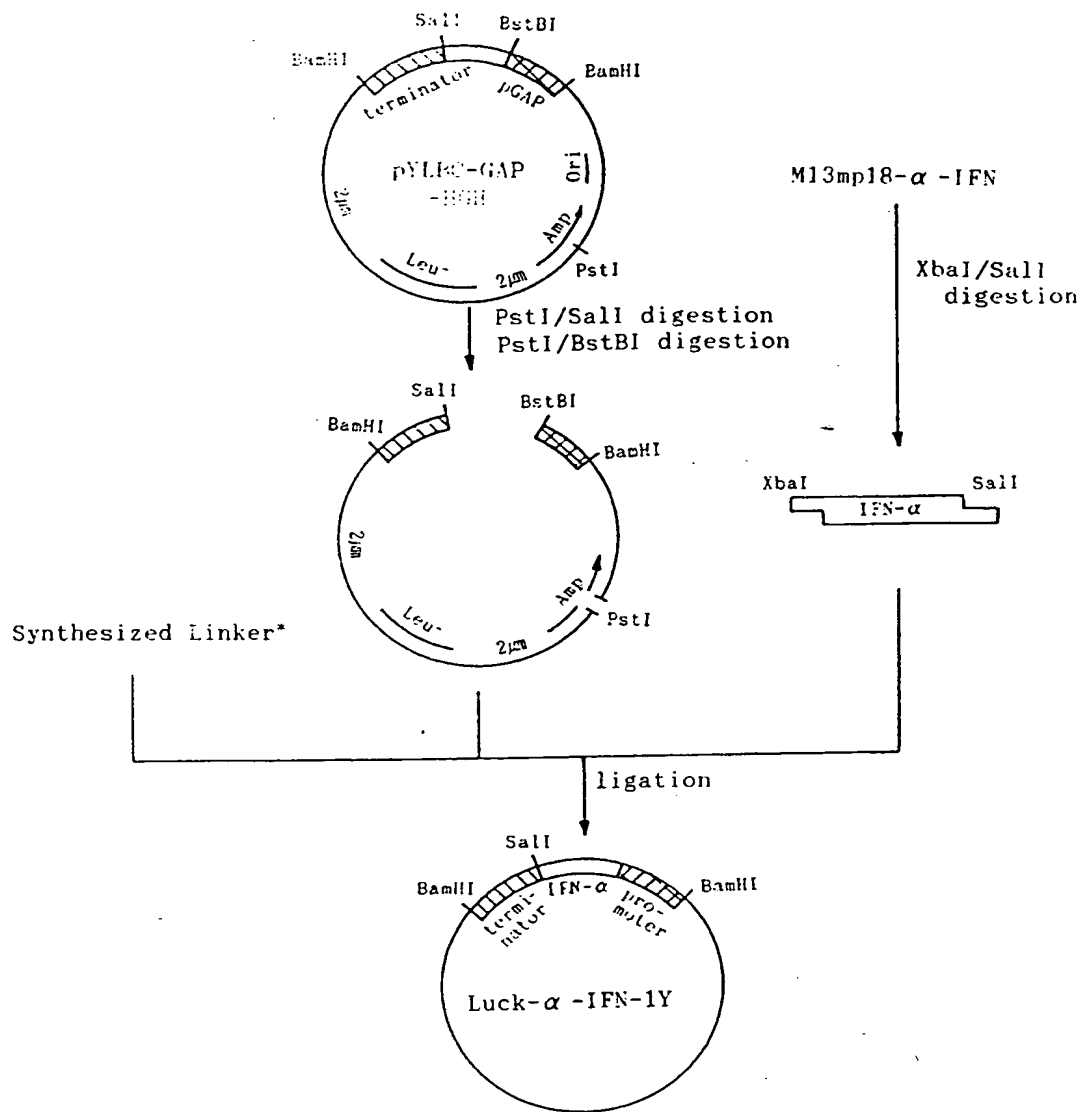 SalI
BstBI
BamHI
BamHI
terminator
pGAP
-GAP
Ori
2μm
Amp
Leu-
2μm
PstI
M13mp18-α-IFN
XbaI/SalI
digestion
PstI/SalI digestion
PstI/BstBI digestion
SalI
BstBI
BamHI
BamHI
XbaI
SalI
IFN-α
2μm
Amp
Leu-
PstI
2μm
Synthesized Linker*
ligation
SalI
BamHI
IFN-α
BamHI
termi-
nator
pro-
moter
Luck-α-IFN-1Y